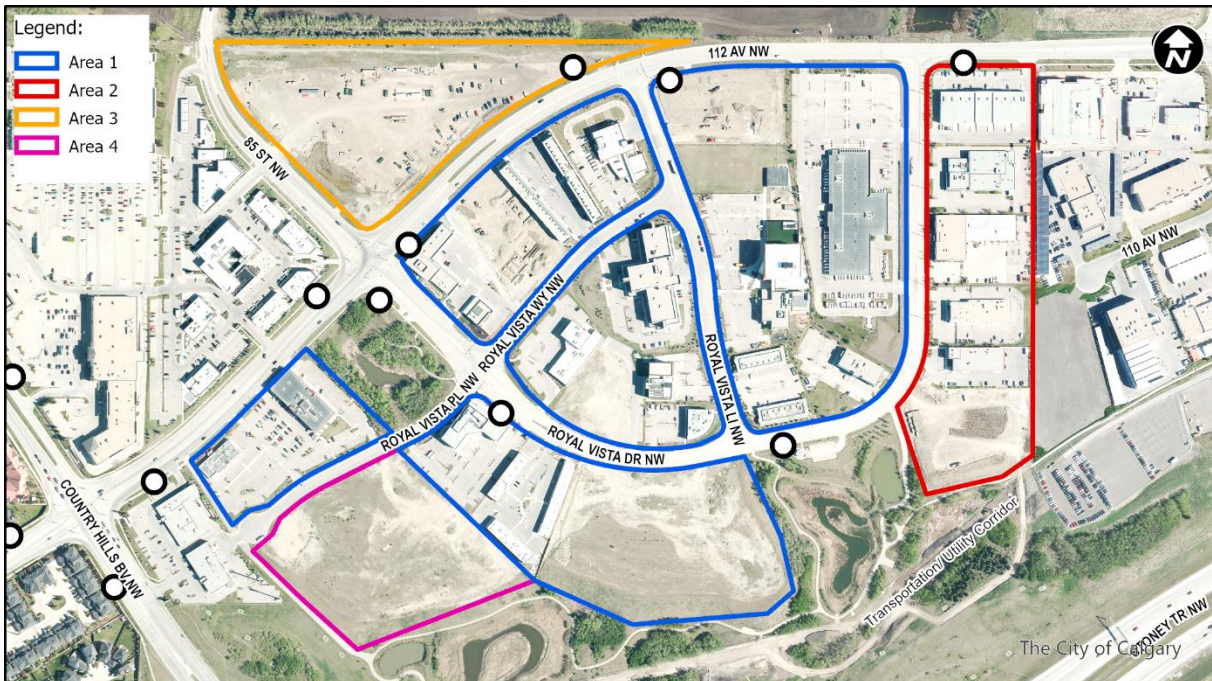 Legend:
Area 1
Area 2
Area 3
Area 4
N
112 AV NW
85 ST NW
110 AV NW
ROYAL VISTA WY NW
ROYAL VISTA PL NW
ROYAL VISTA LI NW
ROYAL VISTA DR NW
COUNTRY HILLS BV NW
Transportation/ Utility Corridor
The City of Calgary
STONEY TR NW